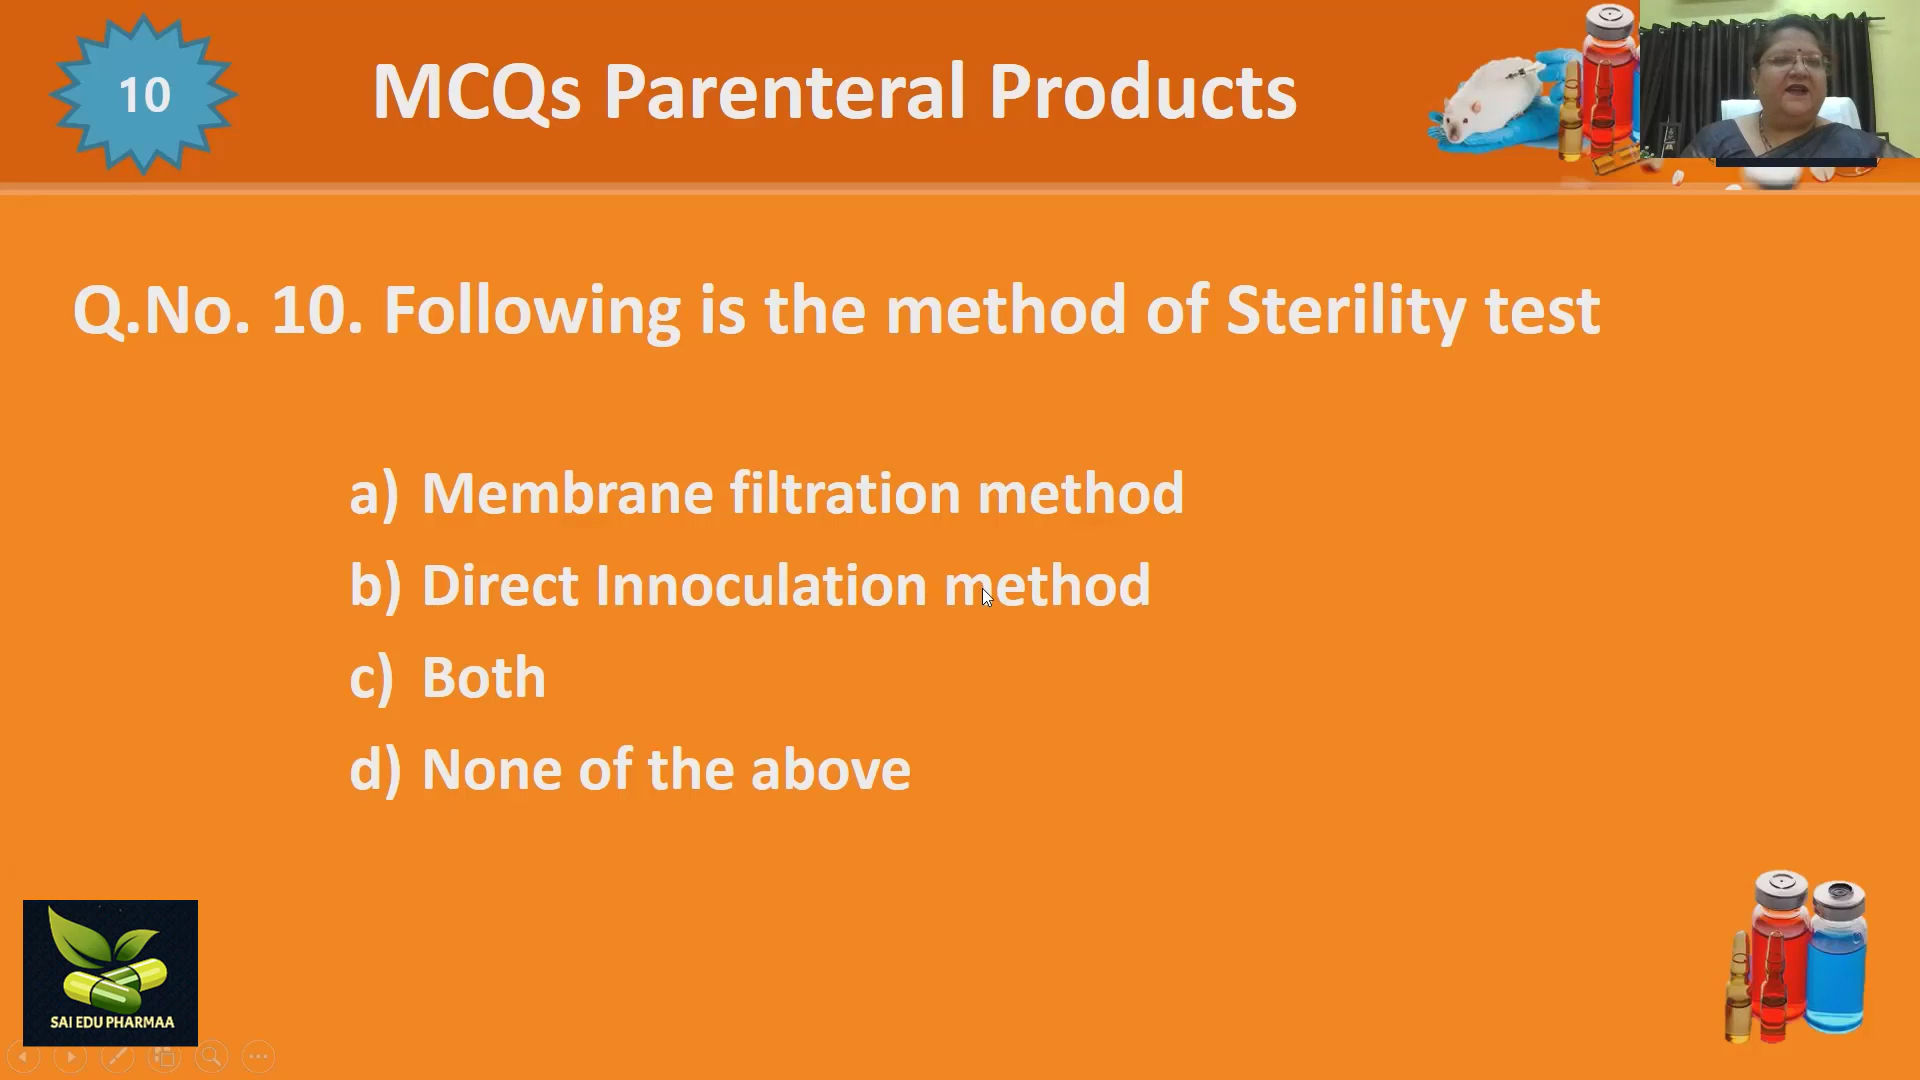 10
MCQs Parenteral Products
Q.No. 10. Following is the method of Sterility test
a) Membrane filtration method
b) Direct Innoculation method
c) Both
d) None of the above
SAI EDU PHARMAA